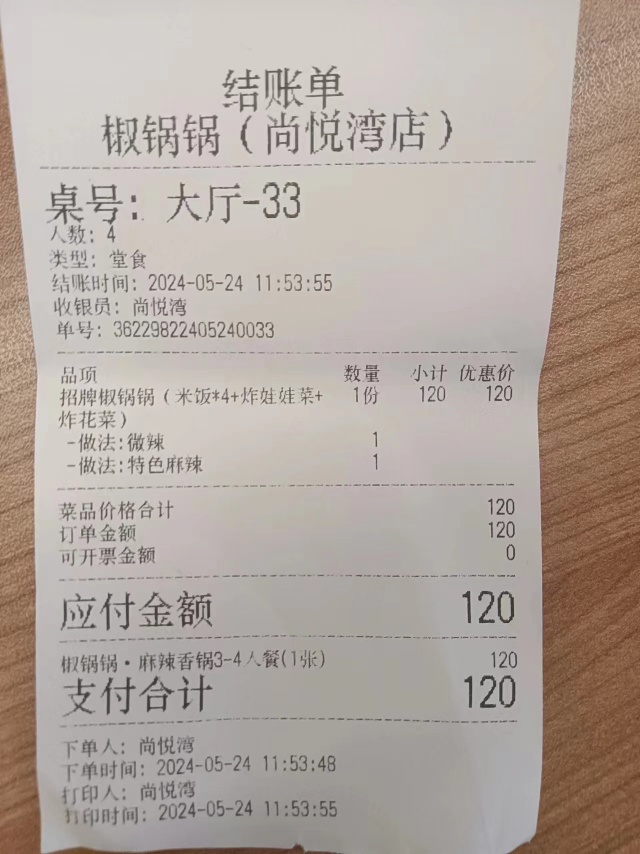 结账单
椒锅锅(尚悦湾店)
桌号: 大厅-33
人数: 4
类型: 堂食
结账时间: 2024-05-24 11:53:55
收银员: 尚悦湾
单号: 36229822405240033
品项 数量 小计 优惠价
招牌椒锅锅(米饭*4+炸娃娃菜+ 1份 120 120
炸花菜)
-做法:微辣 1
-做法:特色麻辣 1
菜品价格合计 120
订单金额 120
可开票金额 0
应付金额 120
椒锅锅·麻辣香锅3-4人餐(1张) 120
支付合计 120
下单人: 尚悦湾
下单时间: 2024-05-24 11:53:48
打印人: 尚悦湾
打印时间: 2024-05-24 11:53:55